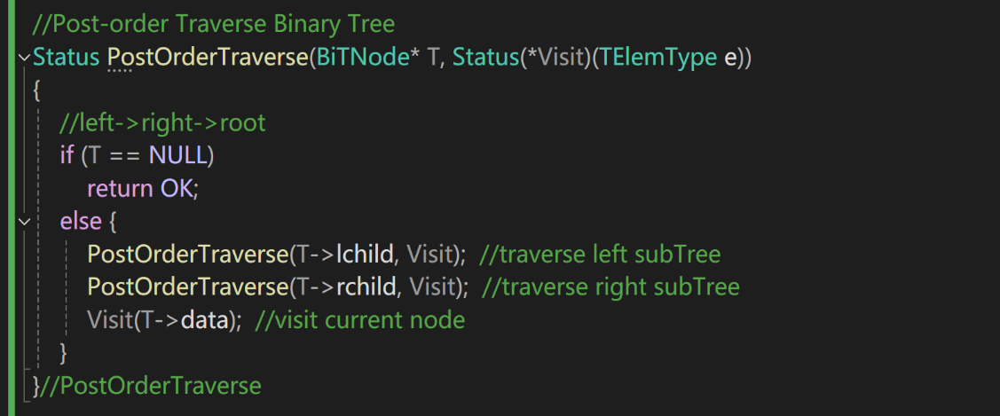 //Post-order Traverse Binary Tree
Status PostOrderTraverse(BiTNode* T, Status(*Visit)(TElemType e))
{
//left->right->root
if (T == NULL)
return OK;
else {
PostOrderTraverse(T->lchild, Visit);  //traverse left subTree
PostOrderTraverse(T->rchild, Visit);  //traverse right subTree
Visit(T->data);  //visit current node
}
}//PostOrderTraverse